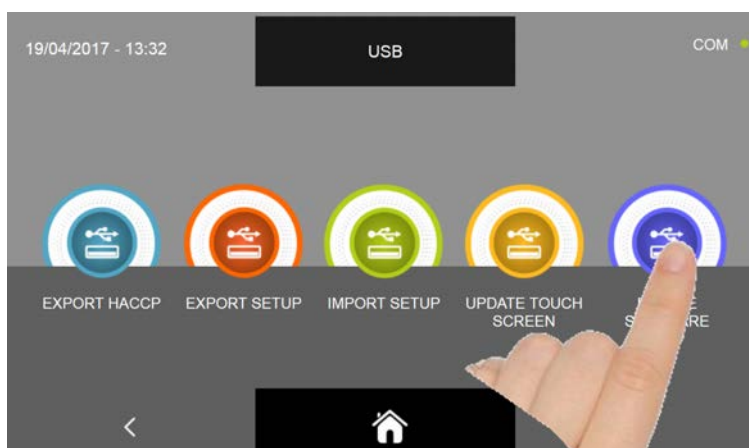 19/04/2017 - 13:32
USB
COM
EXPORT HACCP
EXPORT SETUP
IMPORT SETUP
UPDATE TOUCH
SCREEN